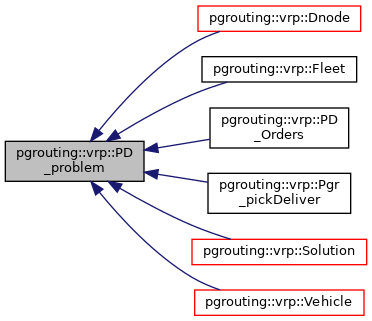 pgrouting::vrp::Dnode
pgrouting::vrp::Fleet
pgrouting::vrp::PD
_Orders
pgrouting::vrp::PD
_problem
pgrouting::vrp::Pgr
_pickDeliver
pgrouting::vrp::Solution
pgrouting::vrp::Vehicle